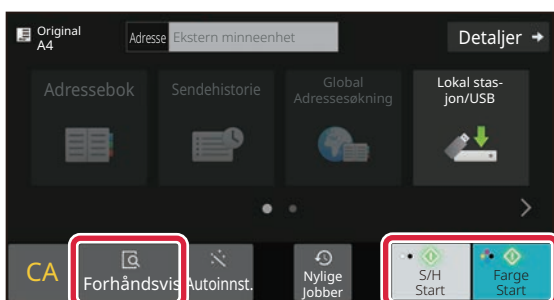 Original
A4
Adresse
Ekstern minneenhet
Detaljer
Adressebok
Sendehistorie
Global
Adressesøkning
Lokal stas-
jon/USB
CA
Forhåndsvis
Autoinnst.
Nylige
Jobber
S/H
Start
Farge
Start